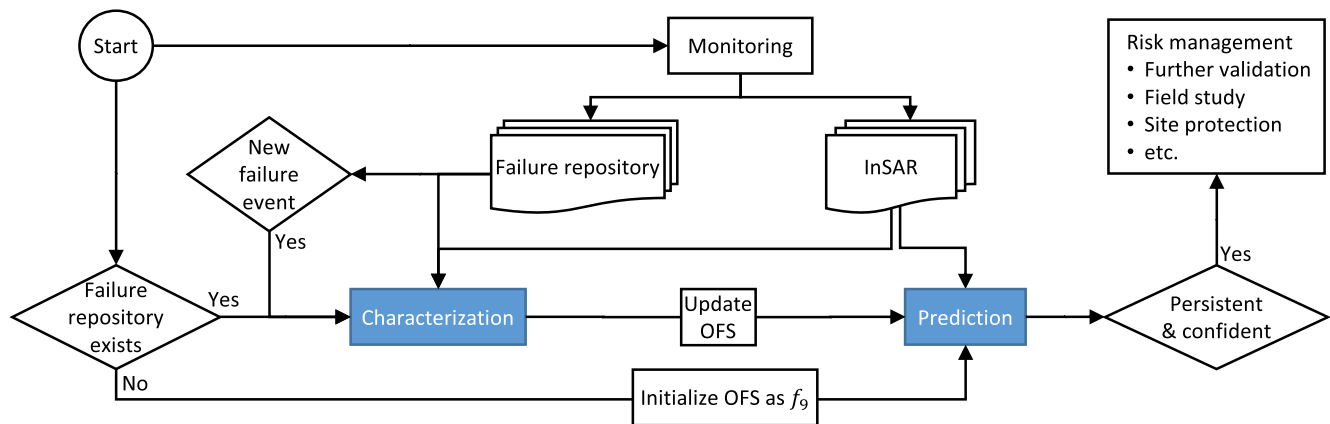 Start
Monitoring
Risk management
• Further validation
• Field study
• Site protection
• etc.
New
failure
event
Failure repository
InSAR
Yes
Yes
Failure
repository
exists
Yes
Characterization
Update
OFS
Prediction
Persistent
& confident
No
Initialize OFS as f₉